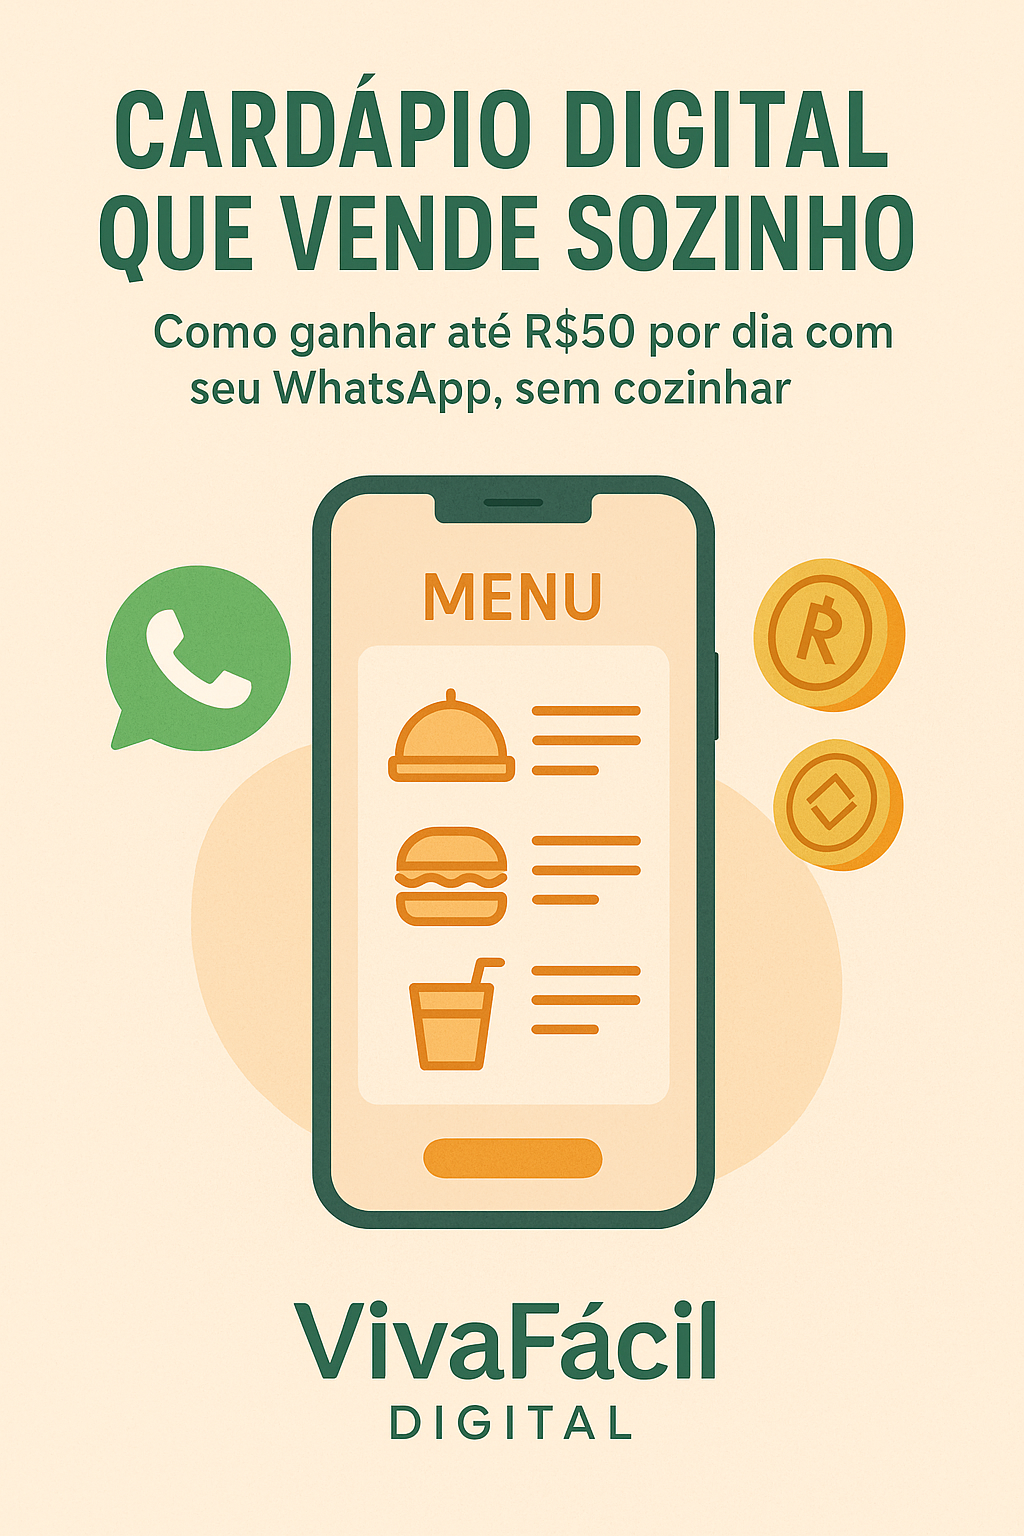 CARDÁPIO DIGITAL
QUE VENDE SOZINHO
Como ganhar até R$50 por dia com
seu WhatsApp, sem cozinhar
MENU
R
VivaFácil
DIGITAL